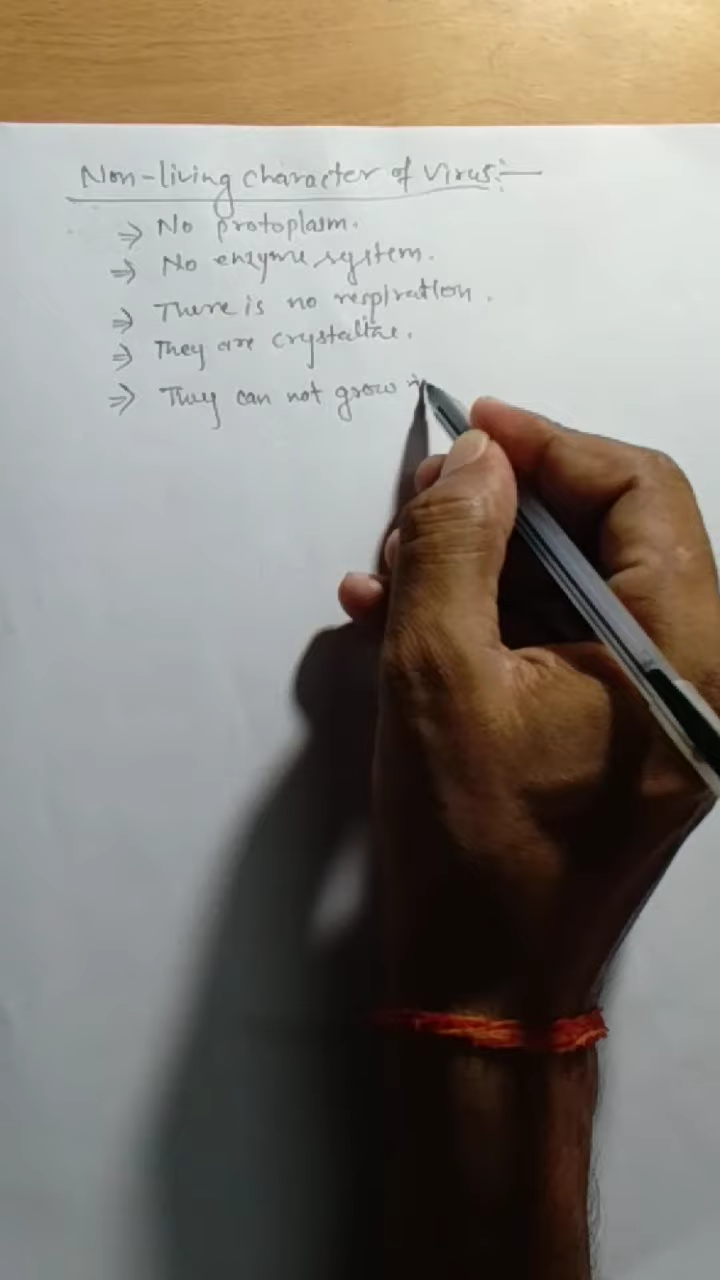 Non-living character of Virus:-
⇒ No protoplasm.
⇒ No enzyme system.
⇒ There is no respiration.
⇒ They are crystaltae.
⇒ They can not grow